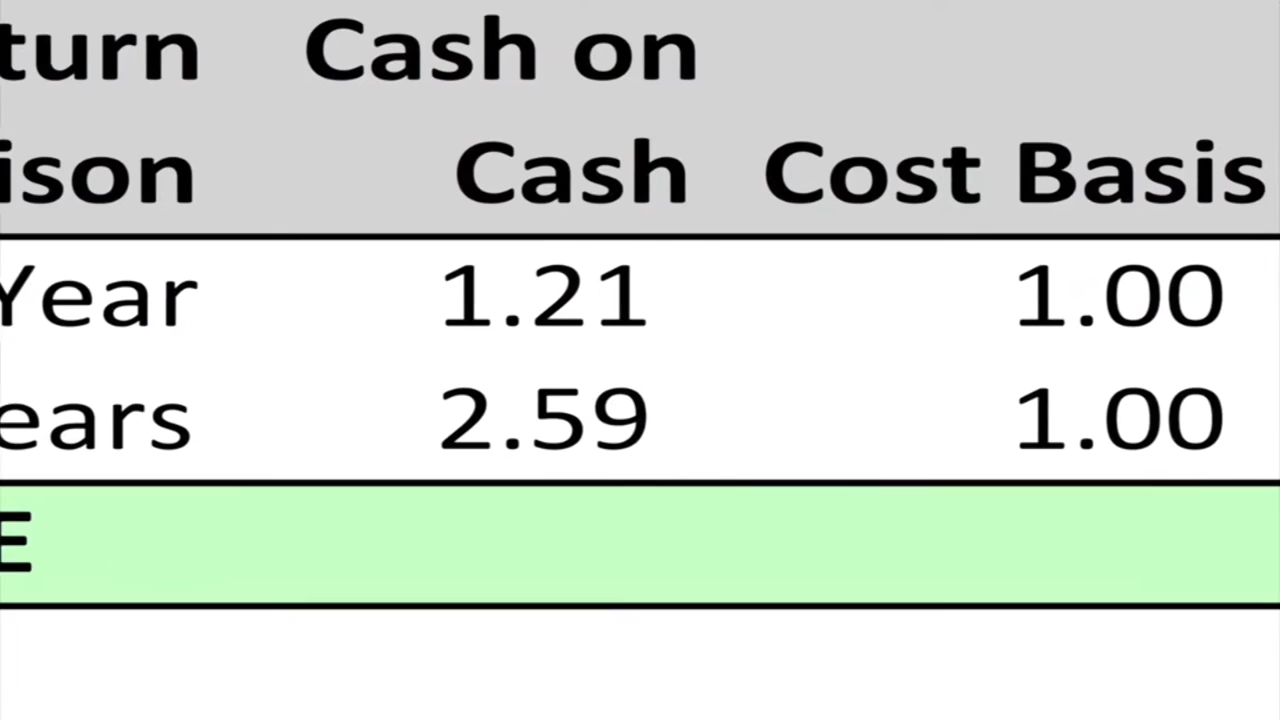 turn Cash on
ison Cash Cost Basis
Year 1.21 1.00
ears 2.59 1.00
E